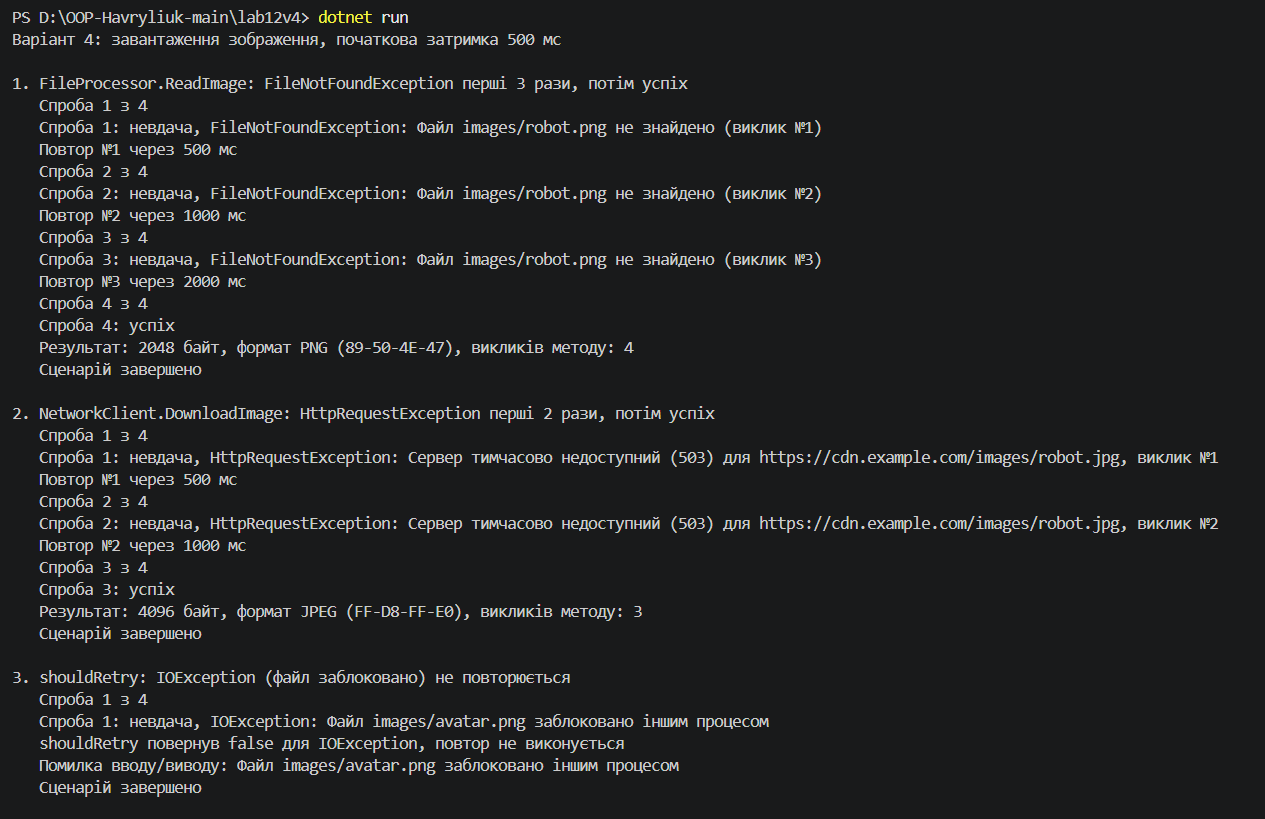 PS D:\OOP-Havryliuk-main\lab12v4> dotnet run
Варіант 4: завантаження зображення, початкова затримка 500 мс
1. FileProcessor.ReadImage: FileNotFoundException перші 3 рази, потім успіх
Спроба 1 з 4
Спроба 1: невдача, FileNotFoundException: Файл images/robot.png не знайдено (виклик №1)
Повтор №1 через 500 мс
Спроба 2 з 4
Спроба 2: невдача, FileNotFoundException: Файл images/robot.png не знайдено (виклик №2)
Повтор №2 через 1000 мс
Спроба 3 з 4
Спроба 3: невдача, FileNotFoundException: Файл images/robot.png не знайдено (виклик №3)
Повтор №3 через 2000 мс
Спроба 4 з 4
Спроба 4: успіх
Результат: 2048 байт, формат PNG (89-50-4E-47), викликів методу: 4
Сценарій завершено
2. NetworkClient.DownloadImage: HttpRequestException перші 2 рази, потім успіх
Спроба 1 з 4
Спроба 1: невдача, HttpRequestException: Сервер тимчасово недоступний (503) для https://cdn.example.com/images/robot.jpg, виклик №1
Повтор №1 через 500 мс
Спроба 2 з 4
Спроба 2: невдача, HttpRequestException: Сервер тимчасово недоступний (503) для https://cdn.example.com/images/robot.jpg, виклик №2
Повтор №2 через 1000 мс
Спроба 3 з 4
Спроба 3: успіх
Результат: 4096 байт, формат JPEG (FF-D8-FF-E0), викликів методу: 3
Сценарій завершено
3. shouldRetry: IOException (файл заблоковано) не повторюється
Спроба 1 з 4
Спроба 1: невдача, IOException: Файл images/avatar.png заблоковано іншим процесом
shouldRetry повернув false для IOException, повтор не виконується
Помилка вводу/виводу: Файл images/avatar.png заблоковано іншим процесом
Сценарій завершено